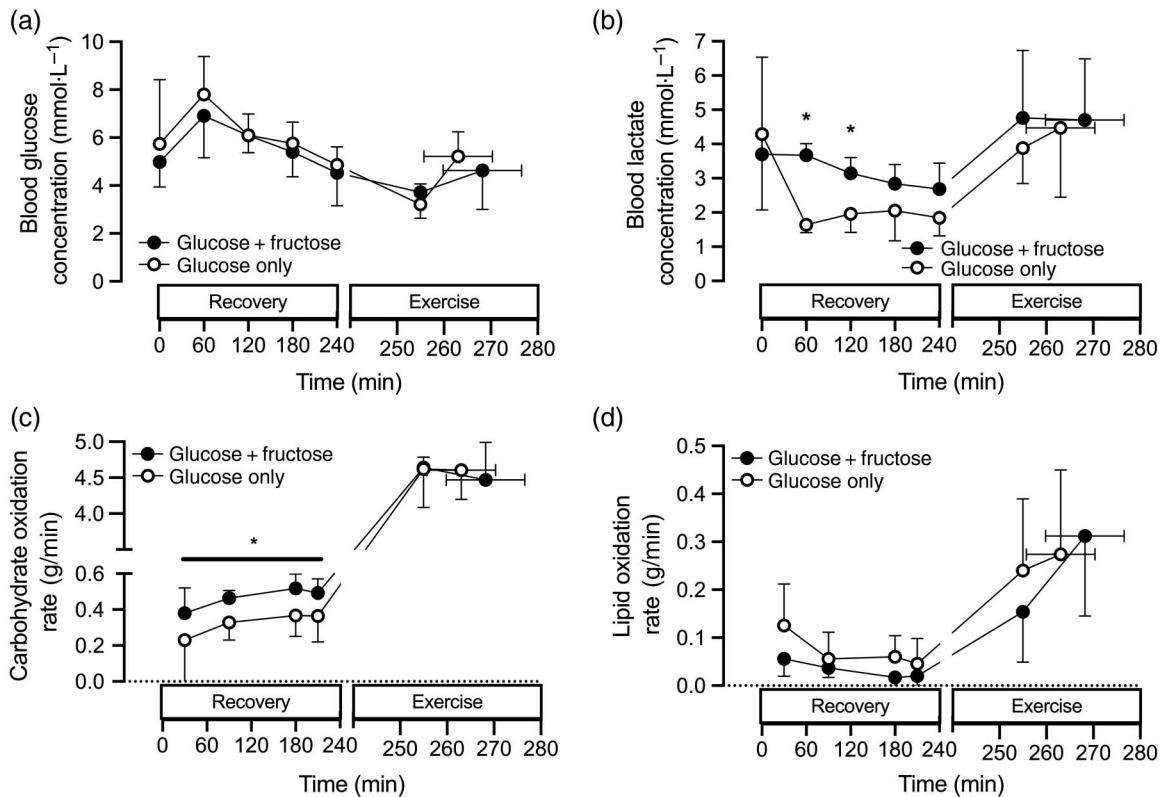 (a)
Blood glucose
concentration (mmol·L−1)
10
8
6
4
2
0
Glucose + fructose
Glucose only
Recovery
Exercise
0 60 120 180 240 250 260 270 280
Time (min)
(b)
Blood lactate
concentration (mmol·L−1)
7
6
5
4
3
2
1
0
* *
Glucose + fructose
Glucose only
Recovery
Exercise
0 60 120 180 240 250 260 270 280
Time (min)
(c)
Carbohydrate oxidation
rate (g/min)
5.0
4.5
4.0
0.6
0.4
0.2
0.0
Glucose + fructose
Glucose only
*
Recovery
Exercise
0 60 120 180 240 250 260 270 280
Time (min)
(d)
Lipid oxidation
rate (g/min)
0.5
0.4
0.3
0.2
0.1
0.0
Glucose + fructose
Glucose only
Recovery
Exercise
0 60 120 180 240 250 260 270 280
Time (min)